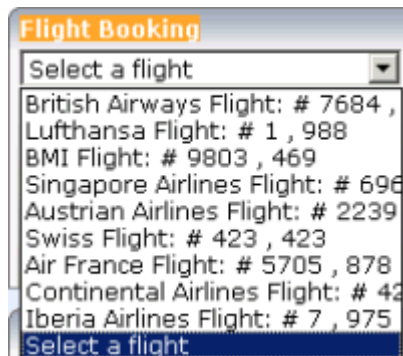 Flight Booking
Select a flight
British Airways Flight: # 7684 ,
Lufthansa Flight: # 1 , 988
BMI Flight: # 9803 , 469
Singapore Airlines Flight: # 696
Austrian Airlines Flight: # 2239
Swiss Flight: # 423 , 423
Air France Flight: # 5705 , 878
Continental Airlines Flight: # 42
Iberia Airlines Flight: # 7 , 975
Select a flight